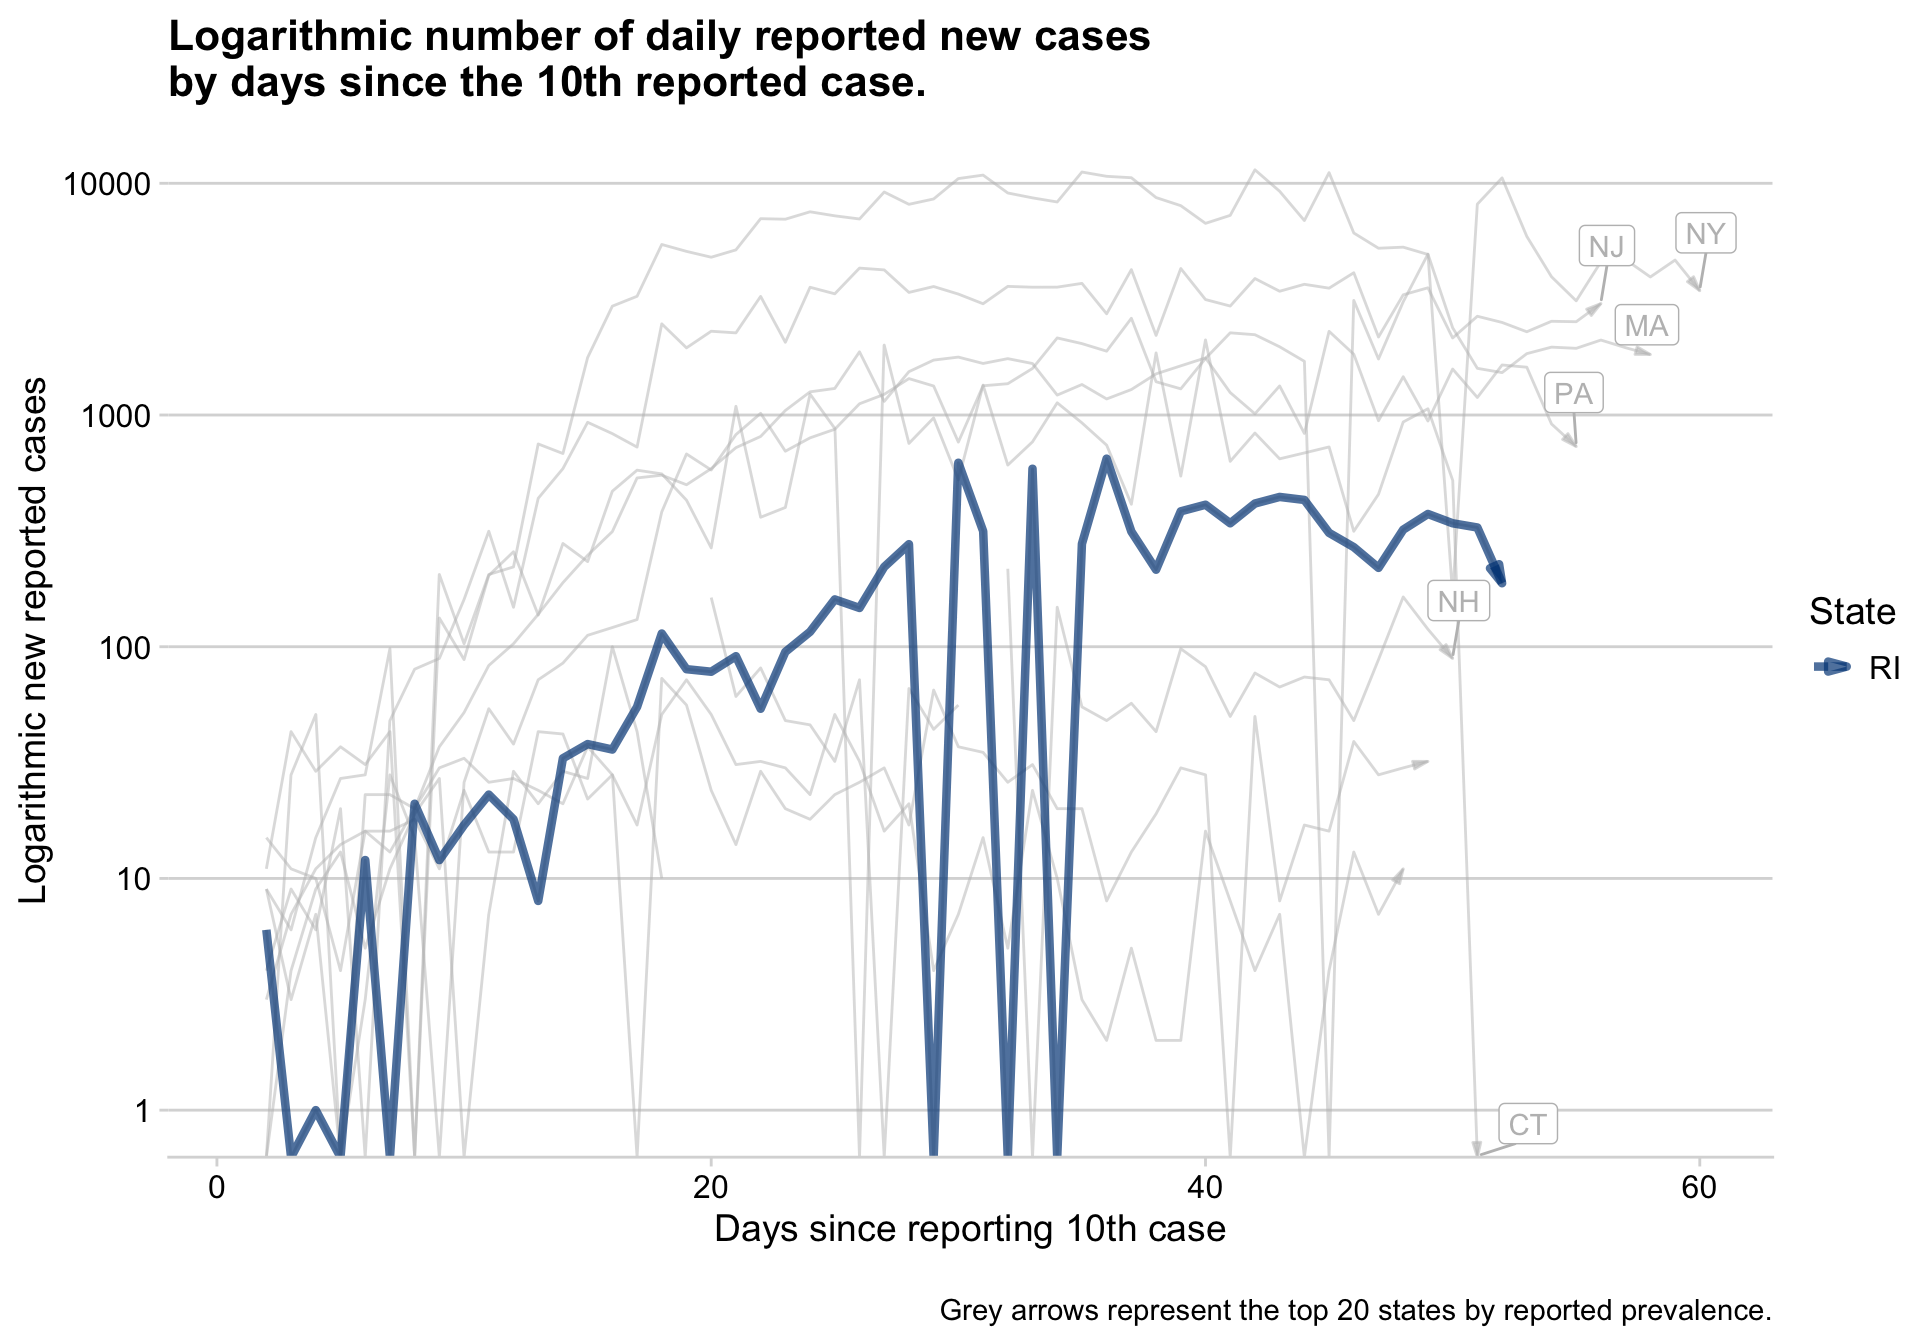 Logarithmic number of daily reported new cases
by days since the 10th reported case.
Logarithmic new reported cases
10000
1000
100
10
1
NJ
NY
MA
PA
NH
CT
State
RI
0
20
40
60
Days since reporting 10th case
Grey arrows represent the top 20 states by reported prevalence.